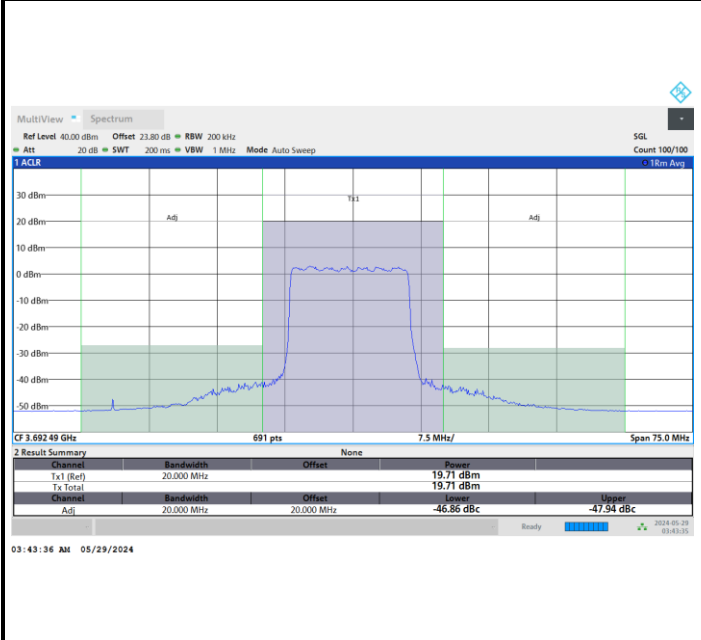 MultiView Spectrum
Ref Level 40.00 dBm Offset 23.80 dB RBW 200 kHz SGL
Att 20 dB SWT 200 ms VBW 1 MHz Mode Auto Sweep Count 100/100
1 ACLR 1Rm Avg
30 dBm
Tx1
20 dBm
Adj Adj
10 dBm
0 dBm
-10 dBm
-20 dBm
-30 dBm
-40 dBm
-50 dBm
CF 3.692 49 GHz 691 pts 7.5 MHz/ Span 75.0 MHz
2 Result Summary None
Channel Bandwidth Offset Power
Tx1 (Ref) 20.000 MHz 19.71 dBm
Tx Total 19.71 dBm
Channel Bandwidth Offset Lower Upper
Adj 20.000 MHz 20.000 MHz -46.86 dBc -47.94 dBc
Ready 2024-05-29
03:43:35
03:43:36 AM 05/29/2024